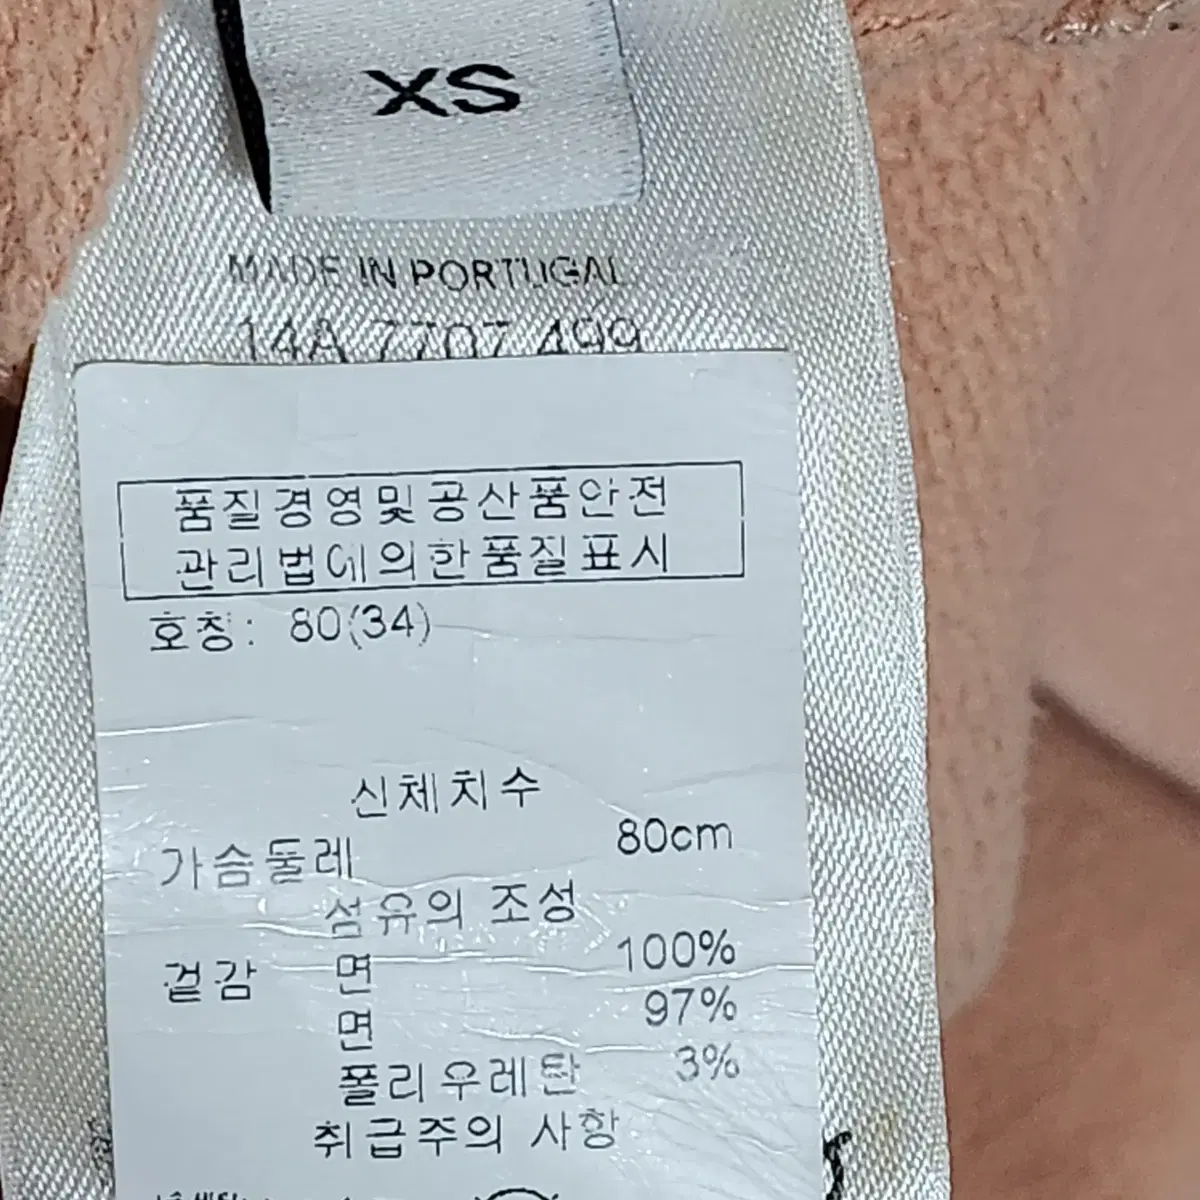 XS
MADE IN PORTUGAL
14A 7707 499
품질경영및공산품안전
관리법에의한품질표시
호칭: 80(34)
신체치수
가슴둘레 80cm
섬유의 조성
겉감 면 100%
면 97%
폴리우레탄 3%
취급주의 사항